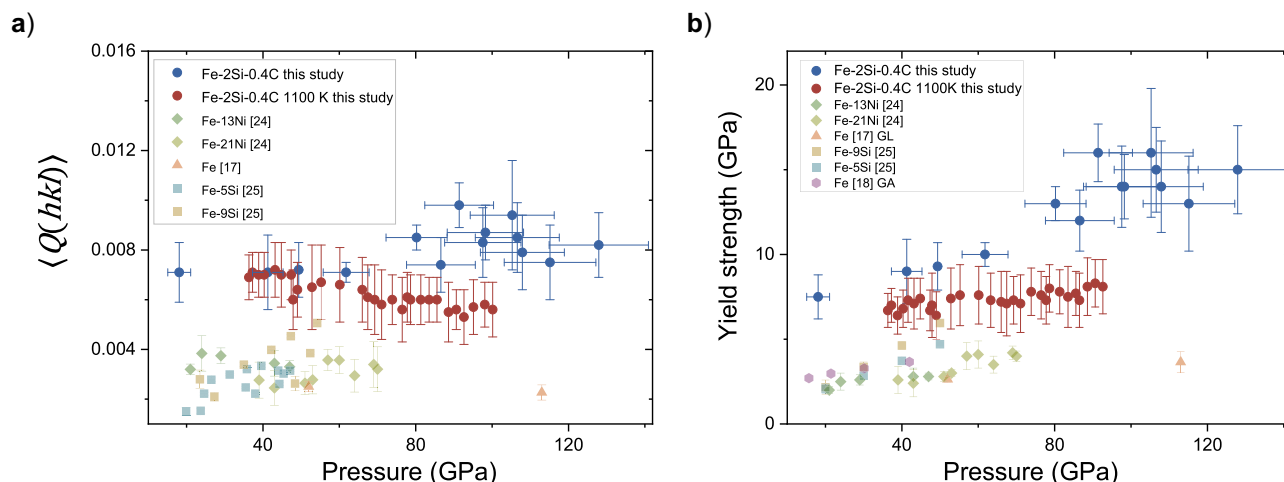 a)
0.016
0.012
0.008
0.004
⟨Q(hkl)⟩
Fe-2Si-0.4C this study
Fe-2Si-0.4C 1100 K this study
Fe-13Ni [24]
Fe-21Ni [24]
Fe [17]
Fe-5Si [25]
Fe-9Si [25]
40
80
120
Pressure (GPa)
b)
20
10
0
Yield strength (GPa)
Fe-2Si-0.4C this study
Fe-2Si-0.4C 1100K this study
Fe-13Ni [24]
Fe-21Ni [24]
Fe [17] GL
Fe-9Si [25]
Fe-5Si [25]
Fe [18] GA
40
80
120
Pressure (GPa)